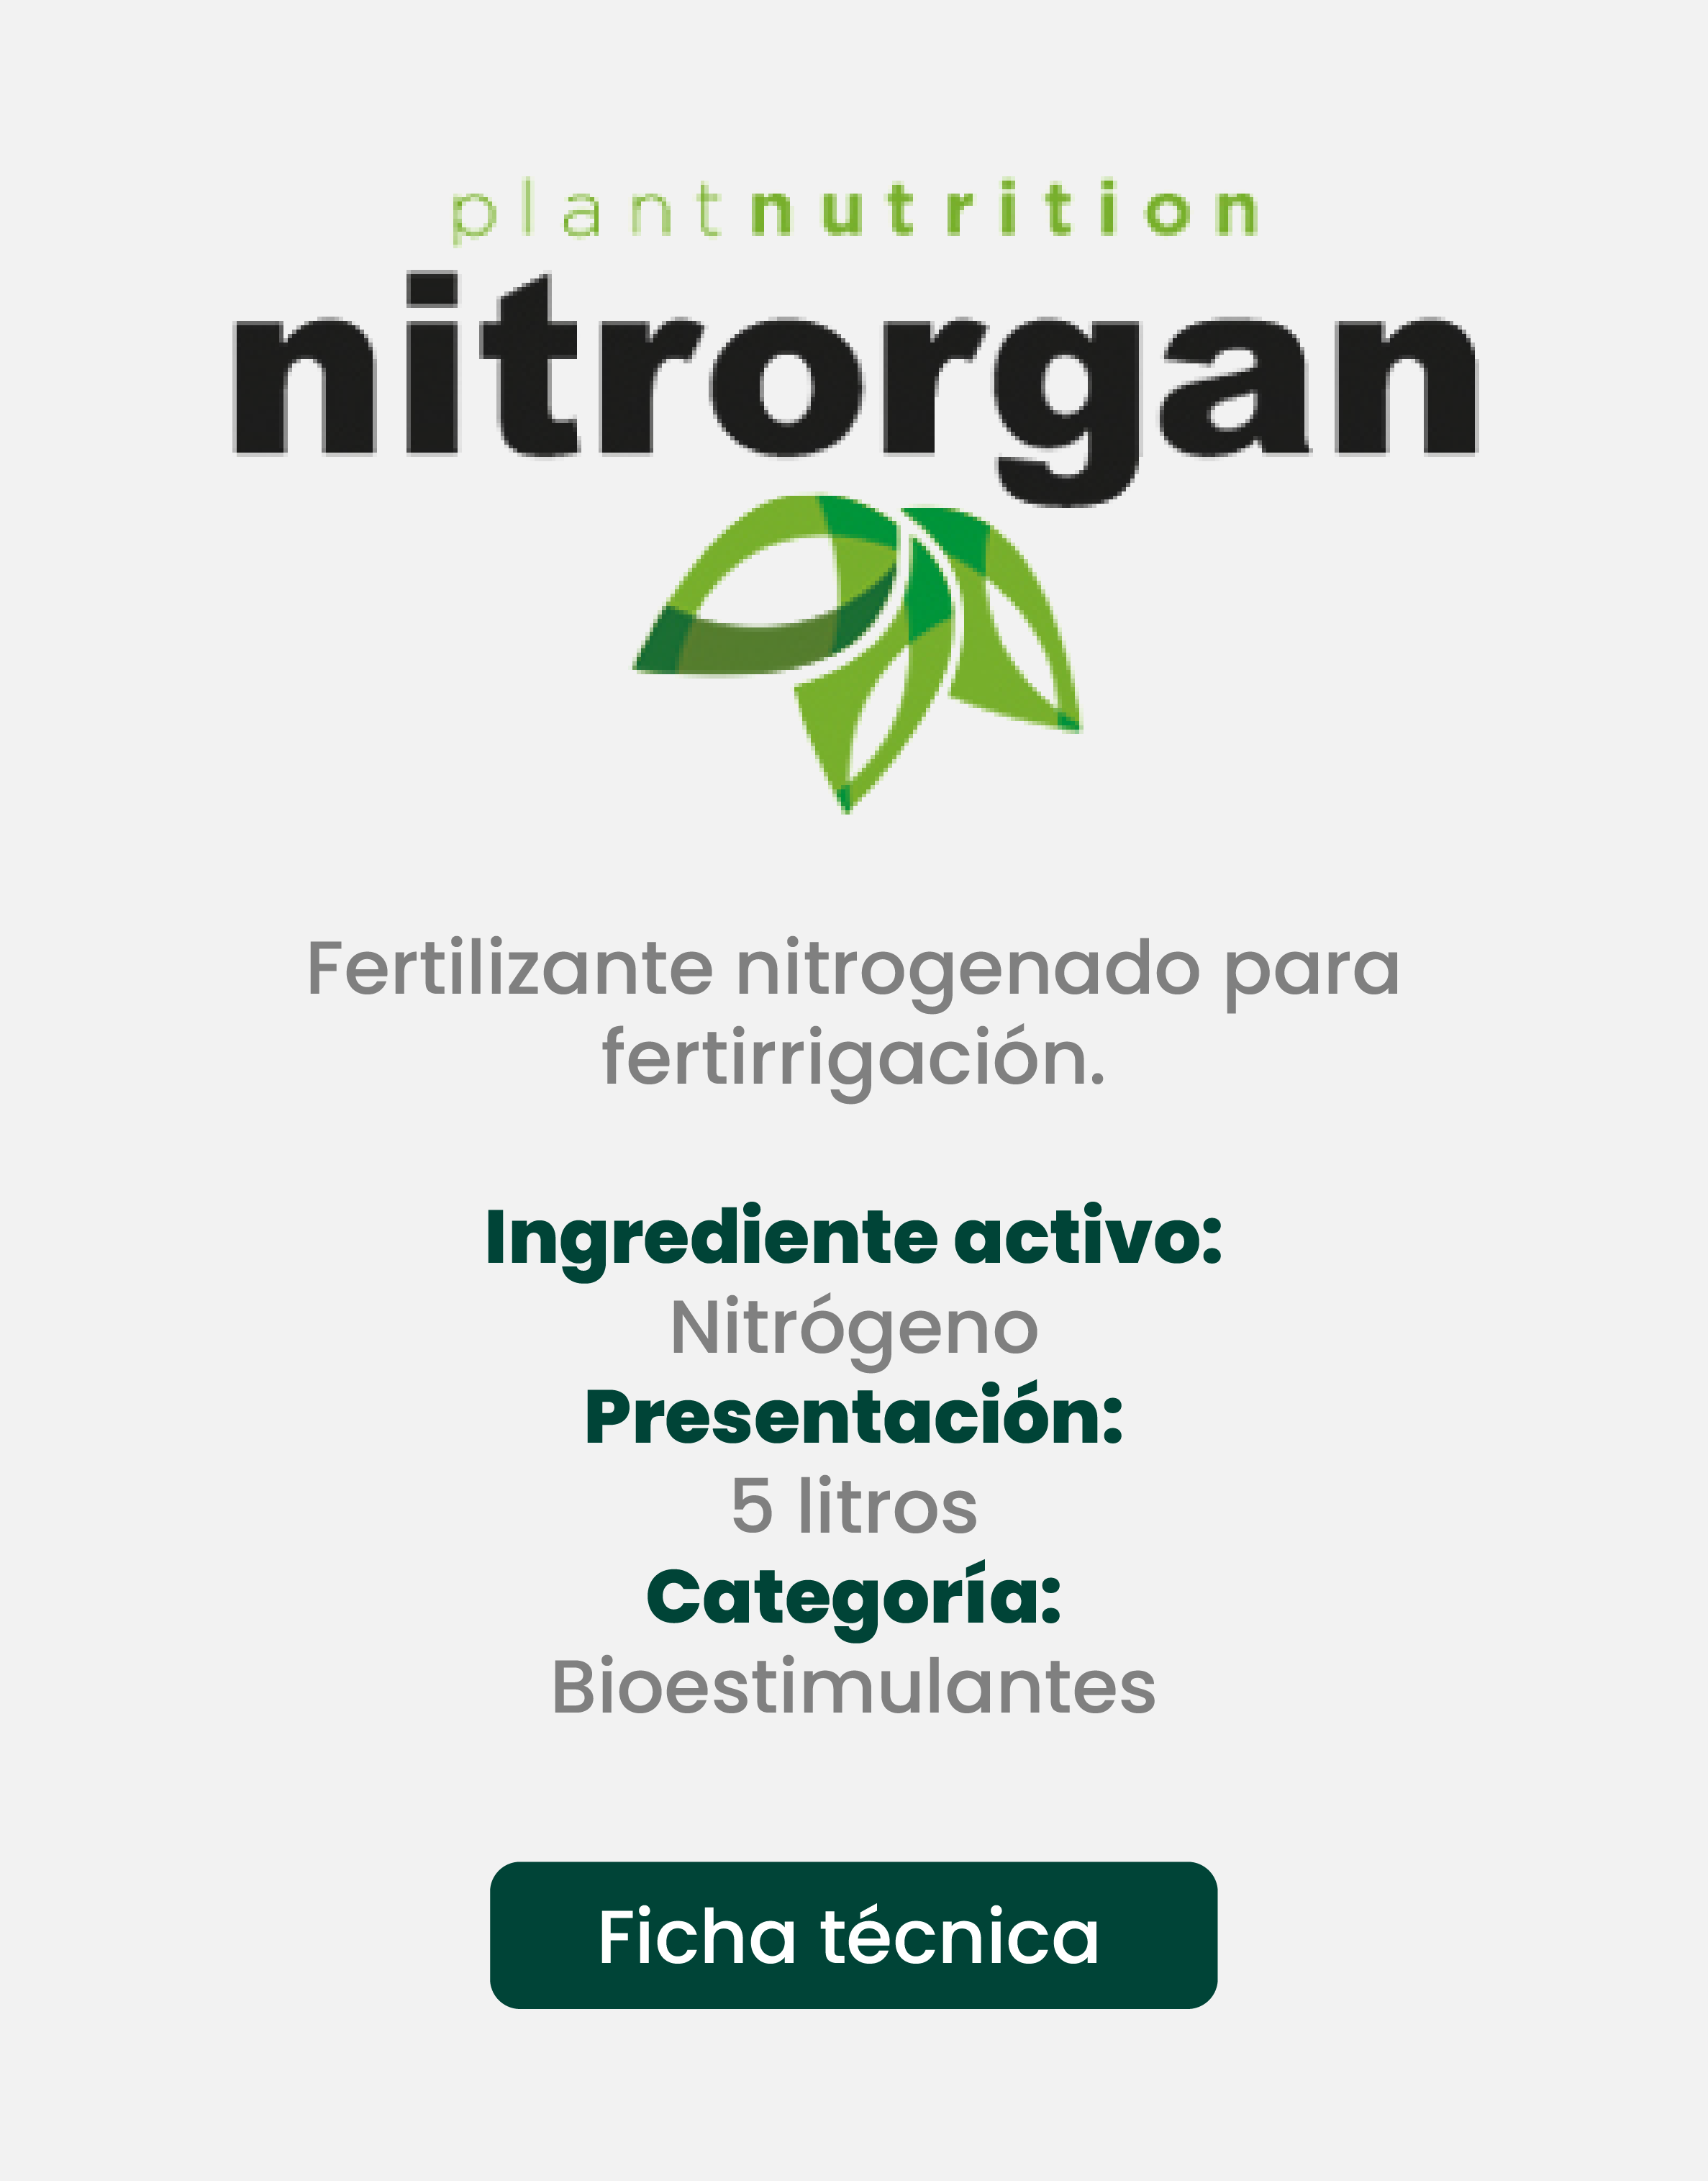 plantnutrition
nitrorgan
Fertilizante nitrogenado para
fertirrigación.
Ingrediente activo:
Nitrógeno
Presentación:
5 litros
Categoría:
Bioestimulantes
Ficha técnica